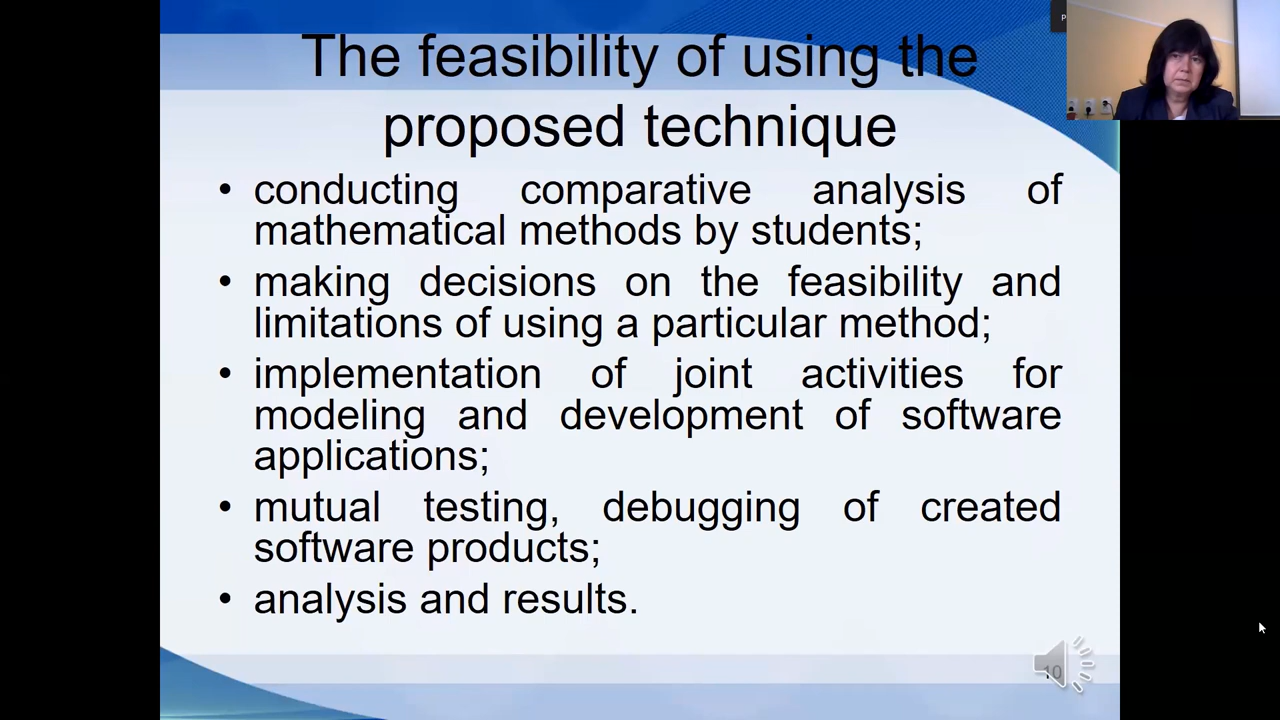 The feasibility of using the
proposed technique
• conducting comparative analysis of
mathematical methods by students;
• making decisions on the feasibility and
limitations of using a particular method;
• implementation of joint activities for
modeling and development of software
applications;
• mutual testing, debugging of created
software products;
• analysis and results.
10